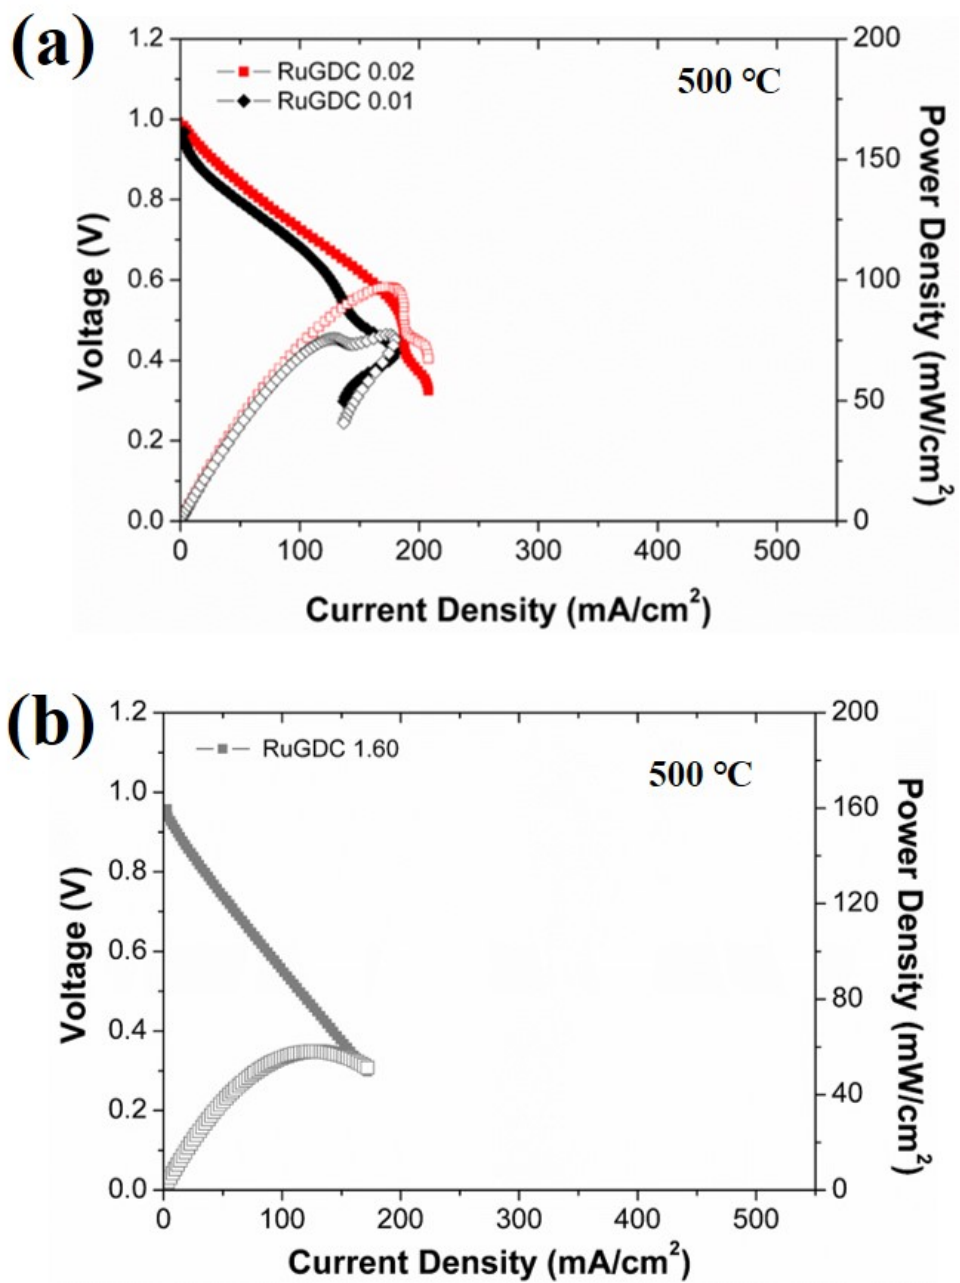 (a)
RuGDC 0.02
RuGDC 0.01
500 °C
1.2
1.0
0.8
0.6
0.4
0.2
0.0
Voltage (V)
200
150
100
50
0
Power Density (mW/cm²)
0 100 200 300 400 500
Current Density (mA/cm²)
(b)
RuGDC 1.60
500 °C
1.2
1.0
0.8
0.6
0.4
0.2
0.0
Voltage (V)
200
160
120
80
40
0
Power Density (mW/cm²)
0 100 200 300 400 500
Current Density (mA/cm²)